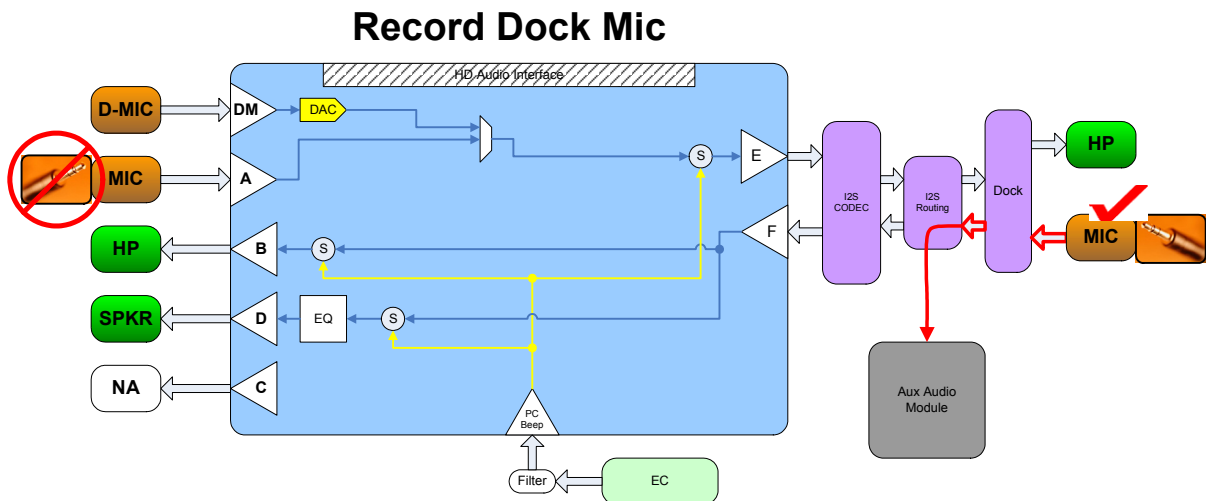 Record Dock Mic
HD Audio Interface
D-MIC
DM
DAC
MIC
A
S
E
I2S
CODEC
I2S
Routing
Dock
HP
F
MIC
HP
B
S
SPKR
D
EQ
S
NA
C
PC
Beep
Aux Audio
Module
Filter
EC